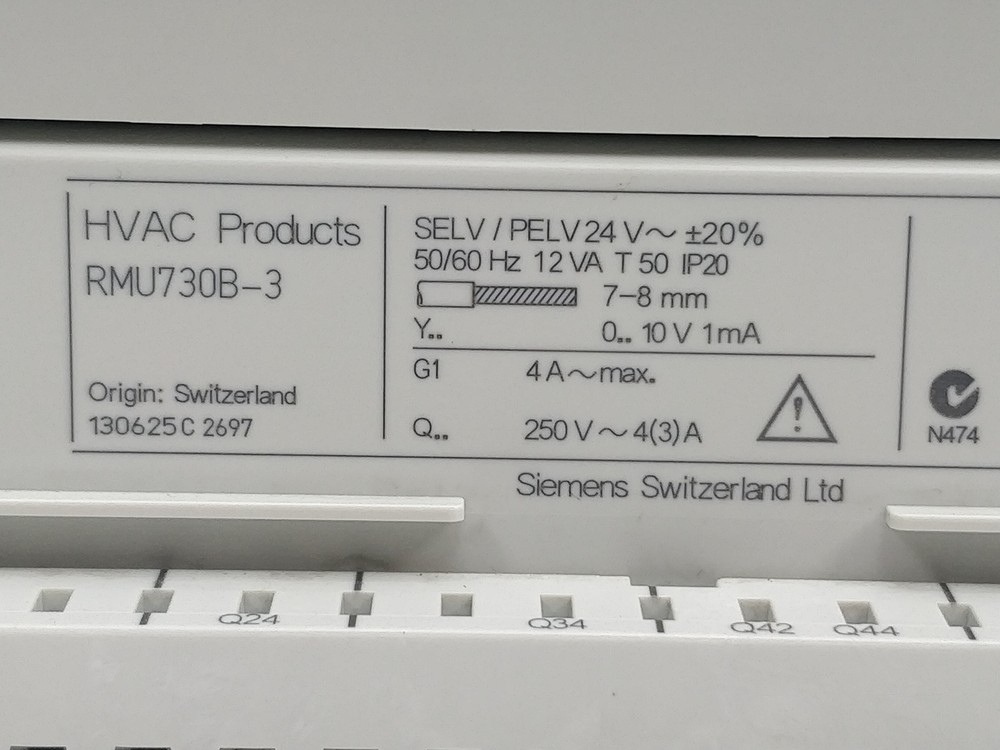 HVAC Products
RMU730B-3
Origin: Switzerland
130625 C 2697
SELV / PELV 24 V~ ±20%
50/60 Hz 12 VA T 50 IP20
7-8 mm
Y.. 0.. 10 V 1mA
G1 4 A~max.
Q.. 250 V~4(3) A
N474
Siemens Switzerland Ltd
Q24 Q34 Q42 Q44